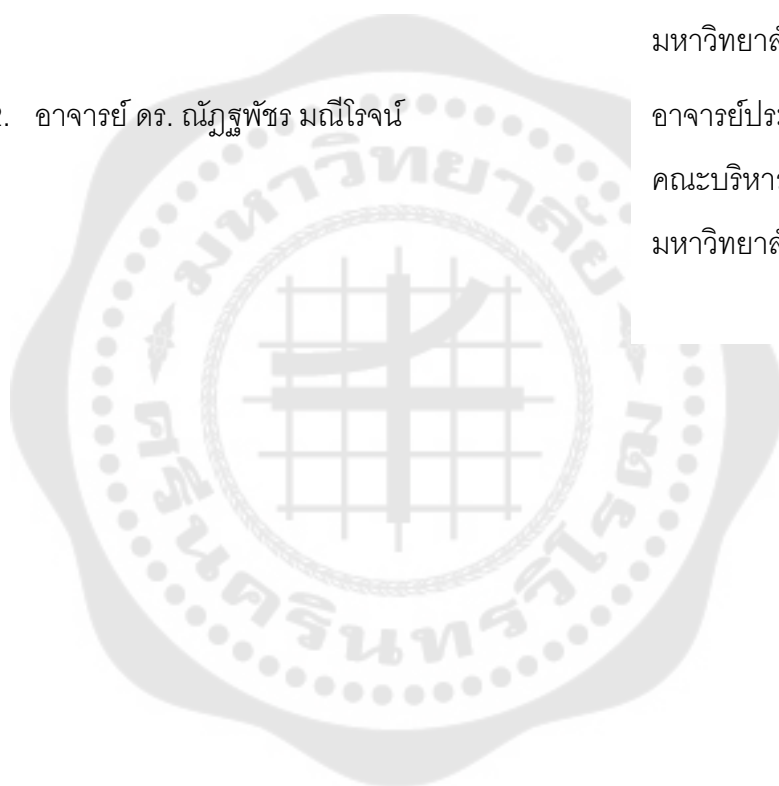 มหาวิทยาลั
2. อาจารย์ ดร. ณัฏฐพัชร มณีโรจน์ อาจารย์ประ
คณะบริหาร
มหาวิทยาลั
มหาวิทยาลัย
ศรีนครินทรวิโรฒ